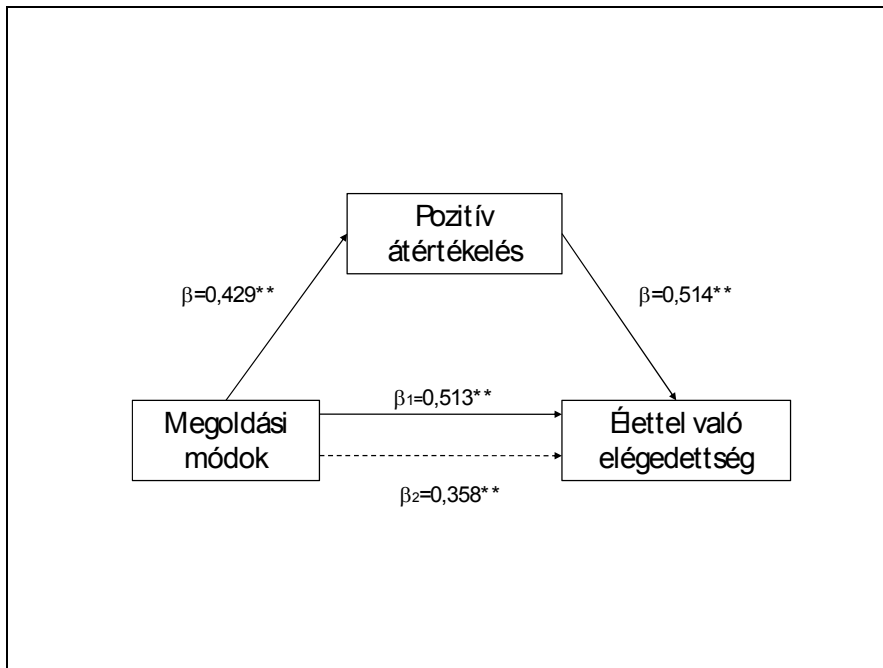 Pozitív
átértékelés
β=0,429**
β=0,514**
β1=0,513**
Megoldási
módok
Élettel való
elégedettség
β2=0,358**